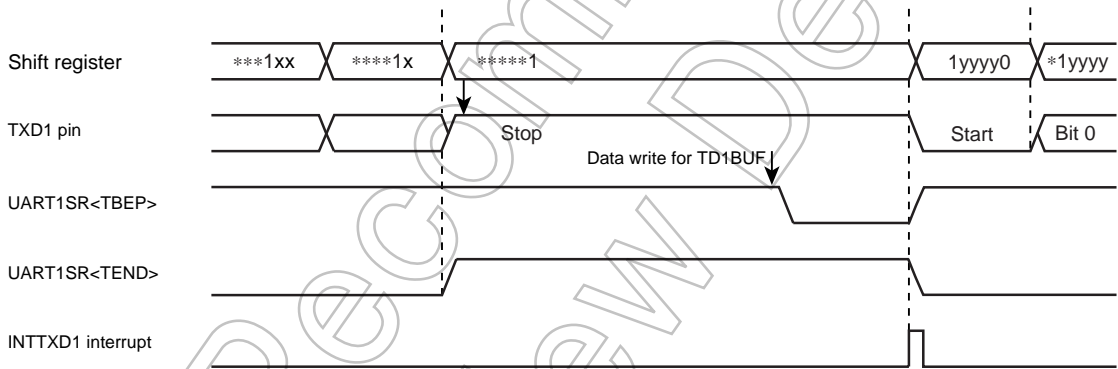 Shift register ***1xx ****1x *****1 1yyyy0 *1yyyy
TXD1 pin Stop Start Bit 0
Data write for TD1BUF
UART1SR<TBEP>
UART1SR<TEND>
INTTXD1 interrupt